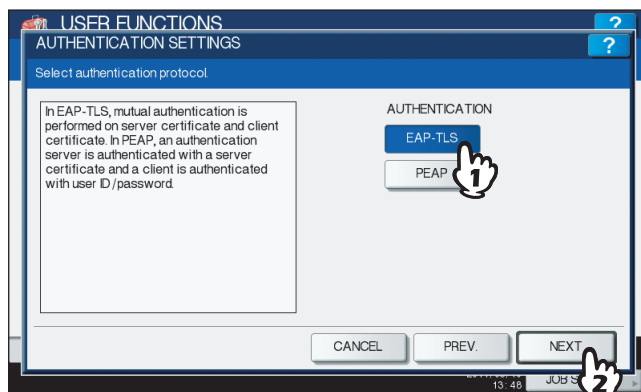 USER FUNCTIONS
?
AUTHENTICATION SETTINGS
?
Select authentication protocol.
In EAP-TLS, mutual authentication is
performed on server certificate and client
certificate. In PEAP, an authentication
server is authenticated with a server
certificate and a client is authenticated
with user ID/password.
AUTHENTICATION
EAP-TLS
PEAP
1
CANCEL
PREV.
NEXT
2
13:48
JOB S